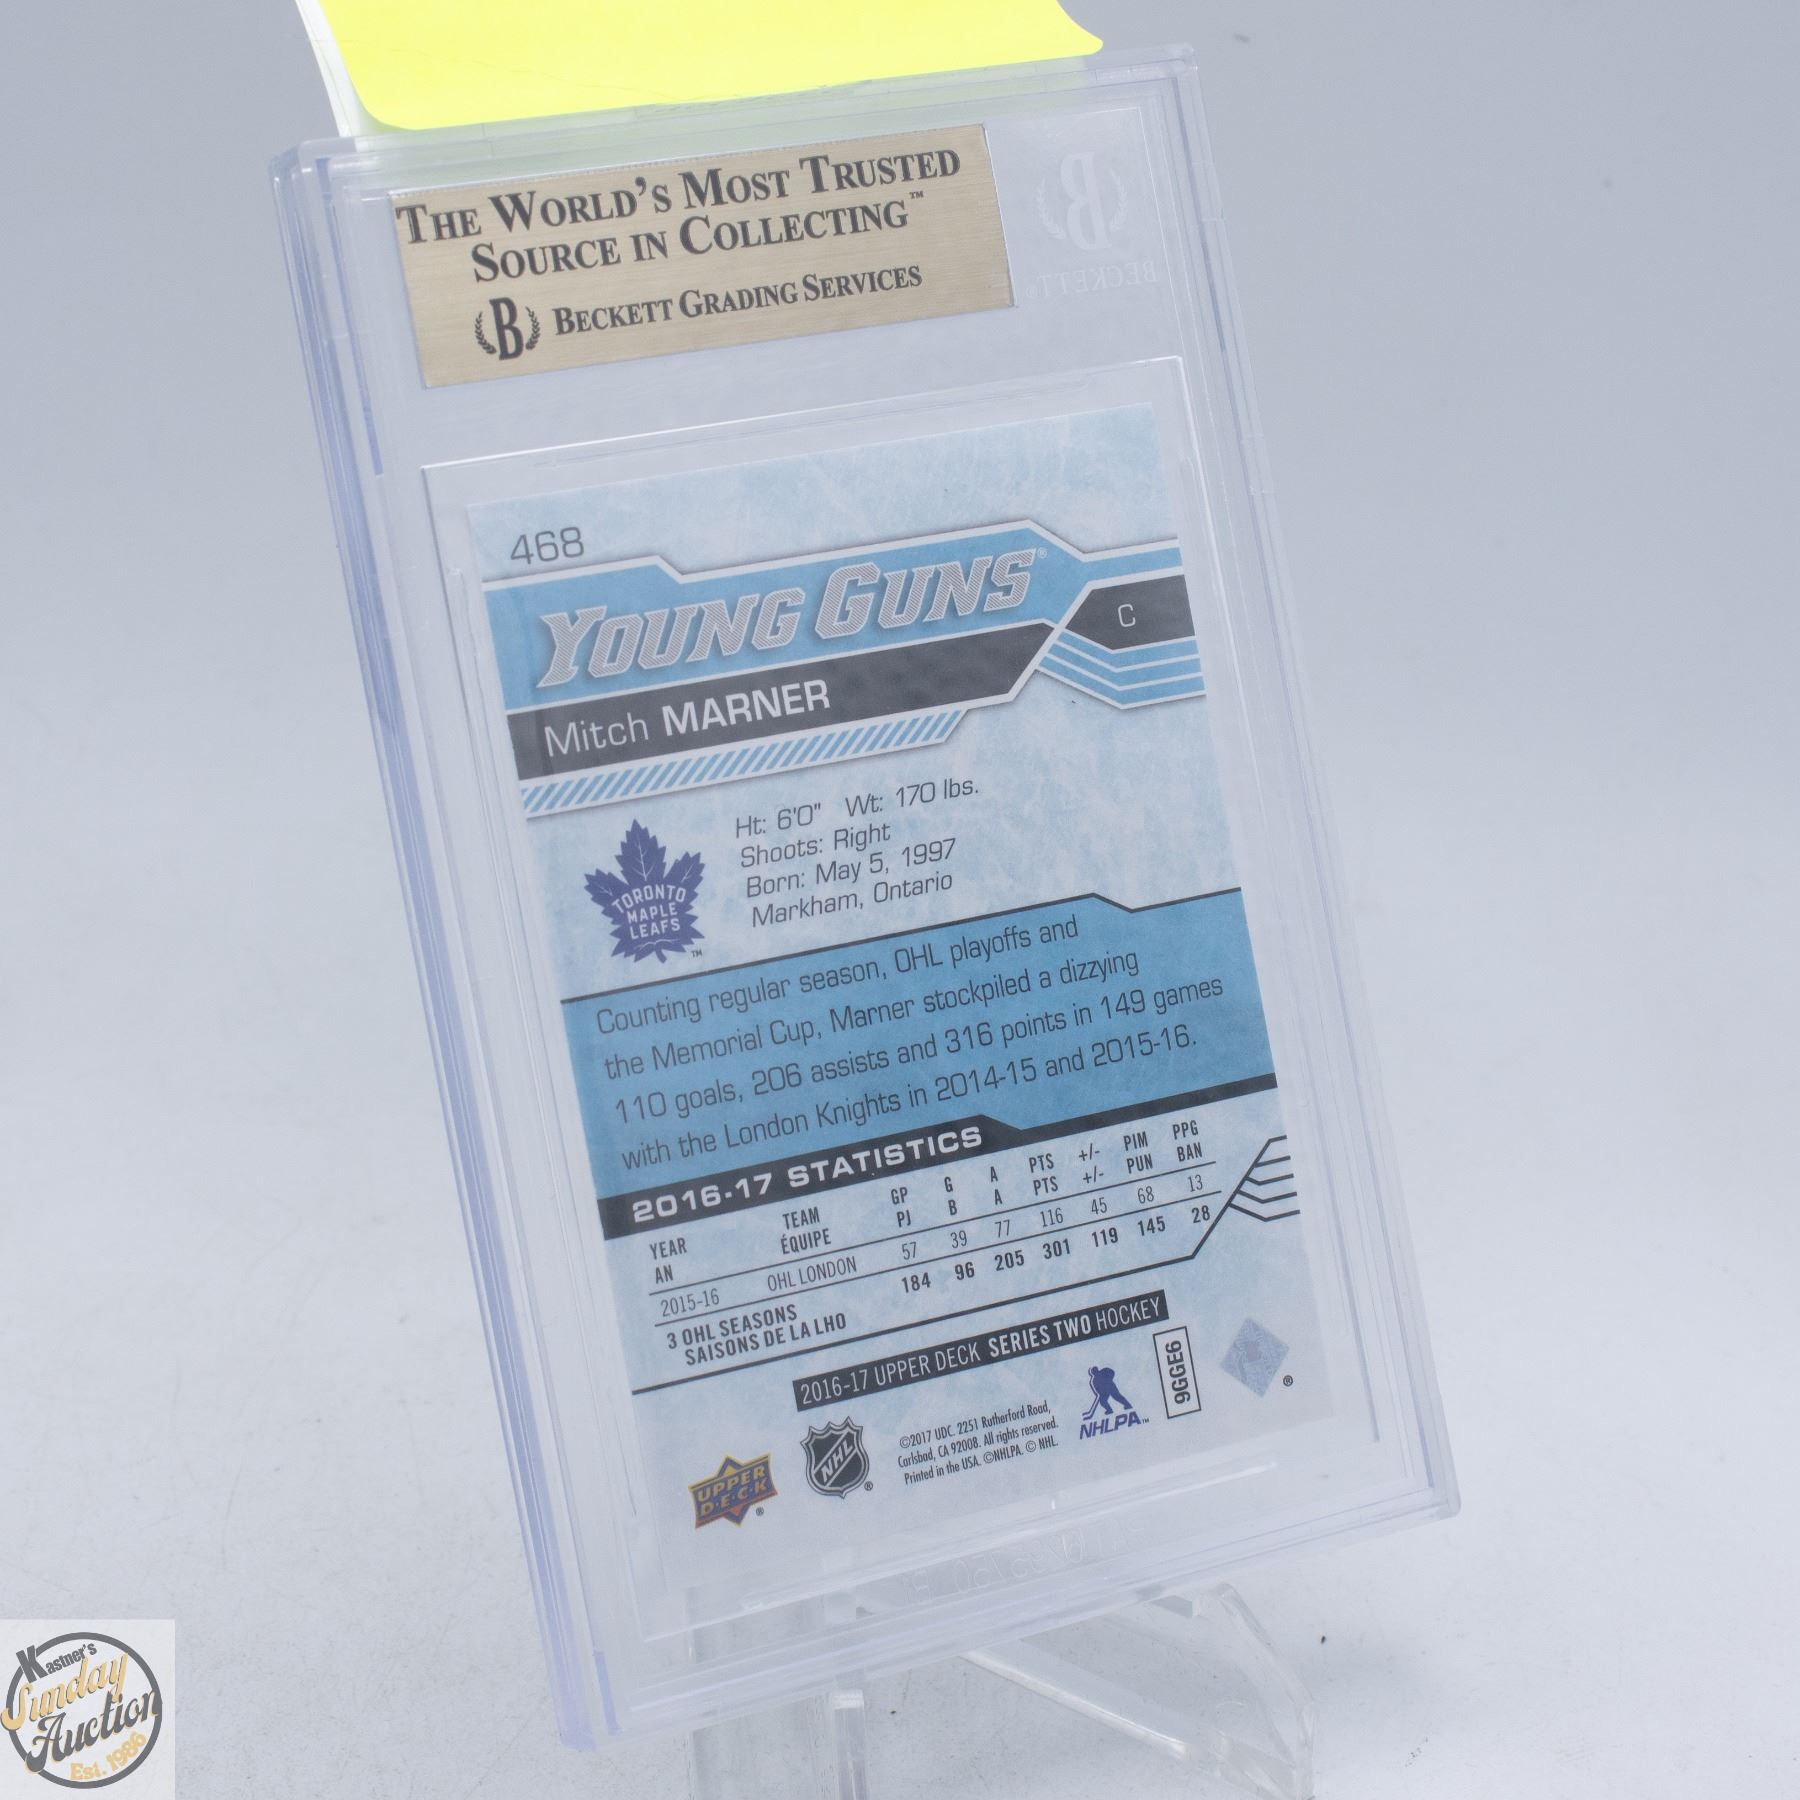 THE WORLD'S MOST TRUSTED
SOURCE IN COLLECTING™
B BECKETT GRADING SERVICES
B
BECKETT®
468
YOUNG GUNS®
C
Mitch MARNER
Ht: 6'0" Wt: 170 lbs.
Shoots: Right
Born: May 5, 1997
Markham, Ontario
TORONTO
MAPLE
LEAFS
™
Counting regular season, OHL playoffs and
the Memorial Cup, Marner stockpiled a dizzying
110 goals, 206 assists and 316 points in 149 games
with the London Knights in 2014-15 and 2015-16.
2016-17 STATISTICS
YEAR TEAM GP G A PTS +/- PIM PPG
AN ÉQUIPE PJ B A PTS +/- PUN BAN
2015-16 OHL LONDON 57 39 77 116 45 68 13
3 OHL SEASONS 184 96 205 301 119 145 28
SAISONS DE LA LHO
2016-17 UPPER DECK SERIES TWO HOCKEY
UPPER
D•E•C•K
®
NHL
®
©2017 UDC. 2251 Rutherford Road,
Carlsbad, CA 92008. All rights reserved.
Printed in the USA. ©NHLPA. © NHL.
NHLPA™
9GGE6
®
Kastner's
Sunday
Auction
Est. 1986